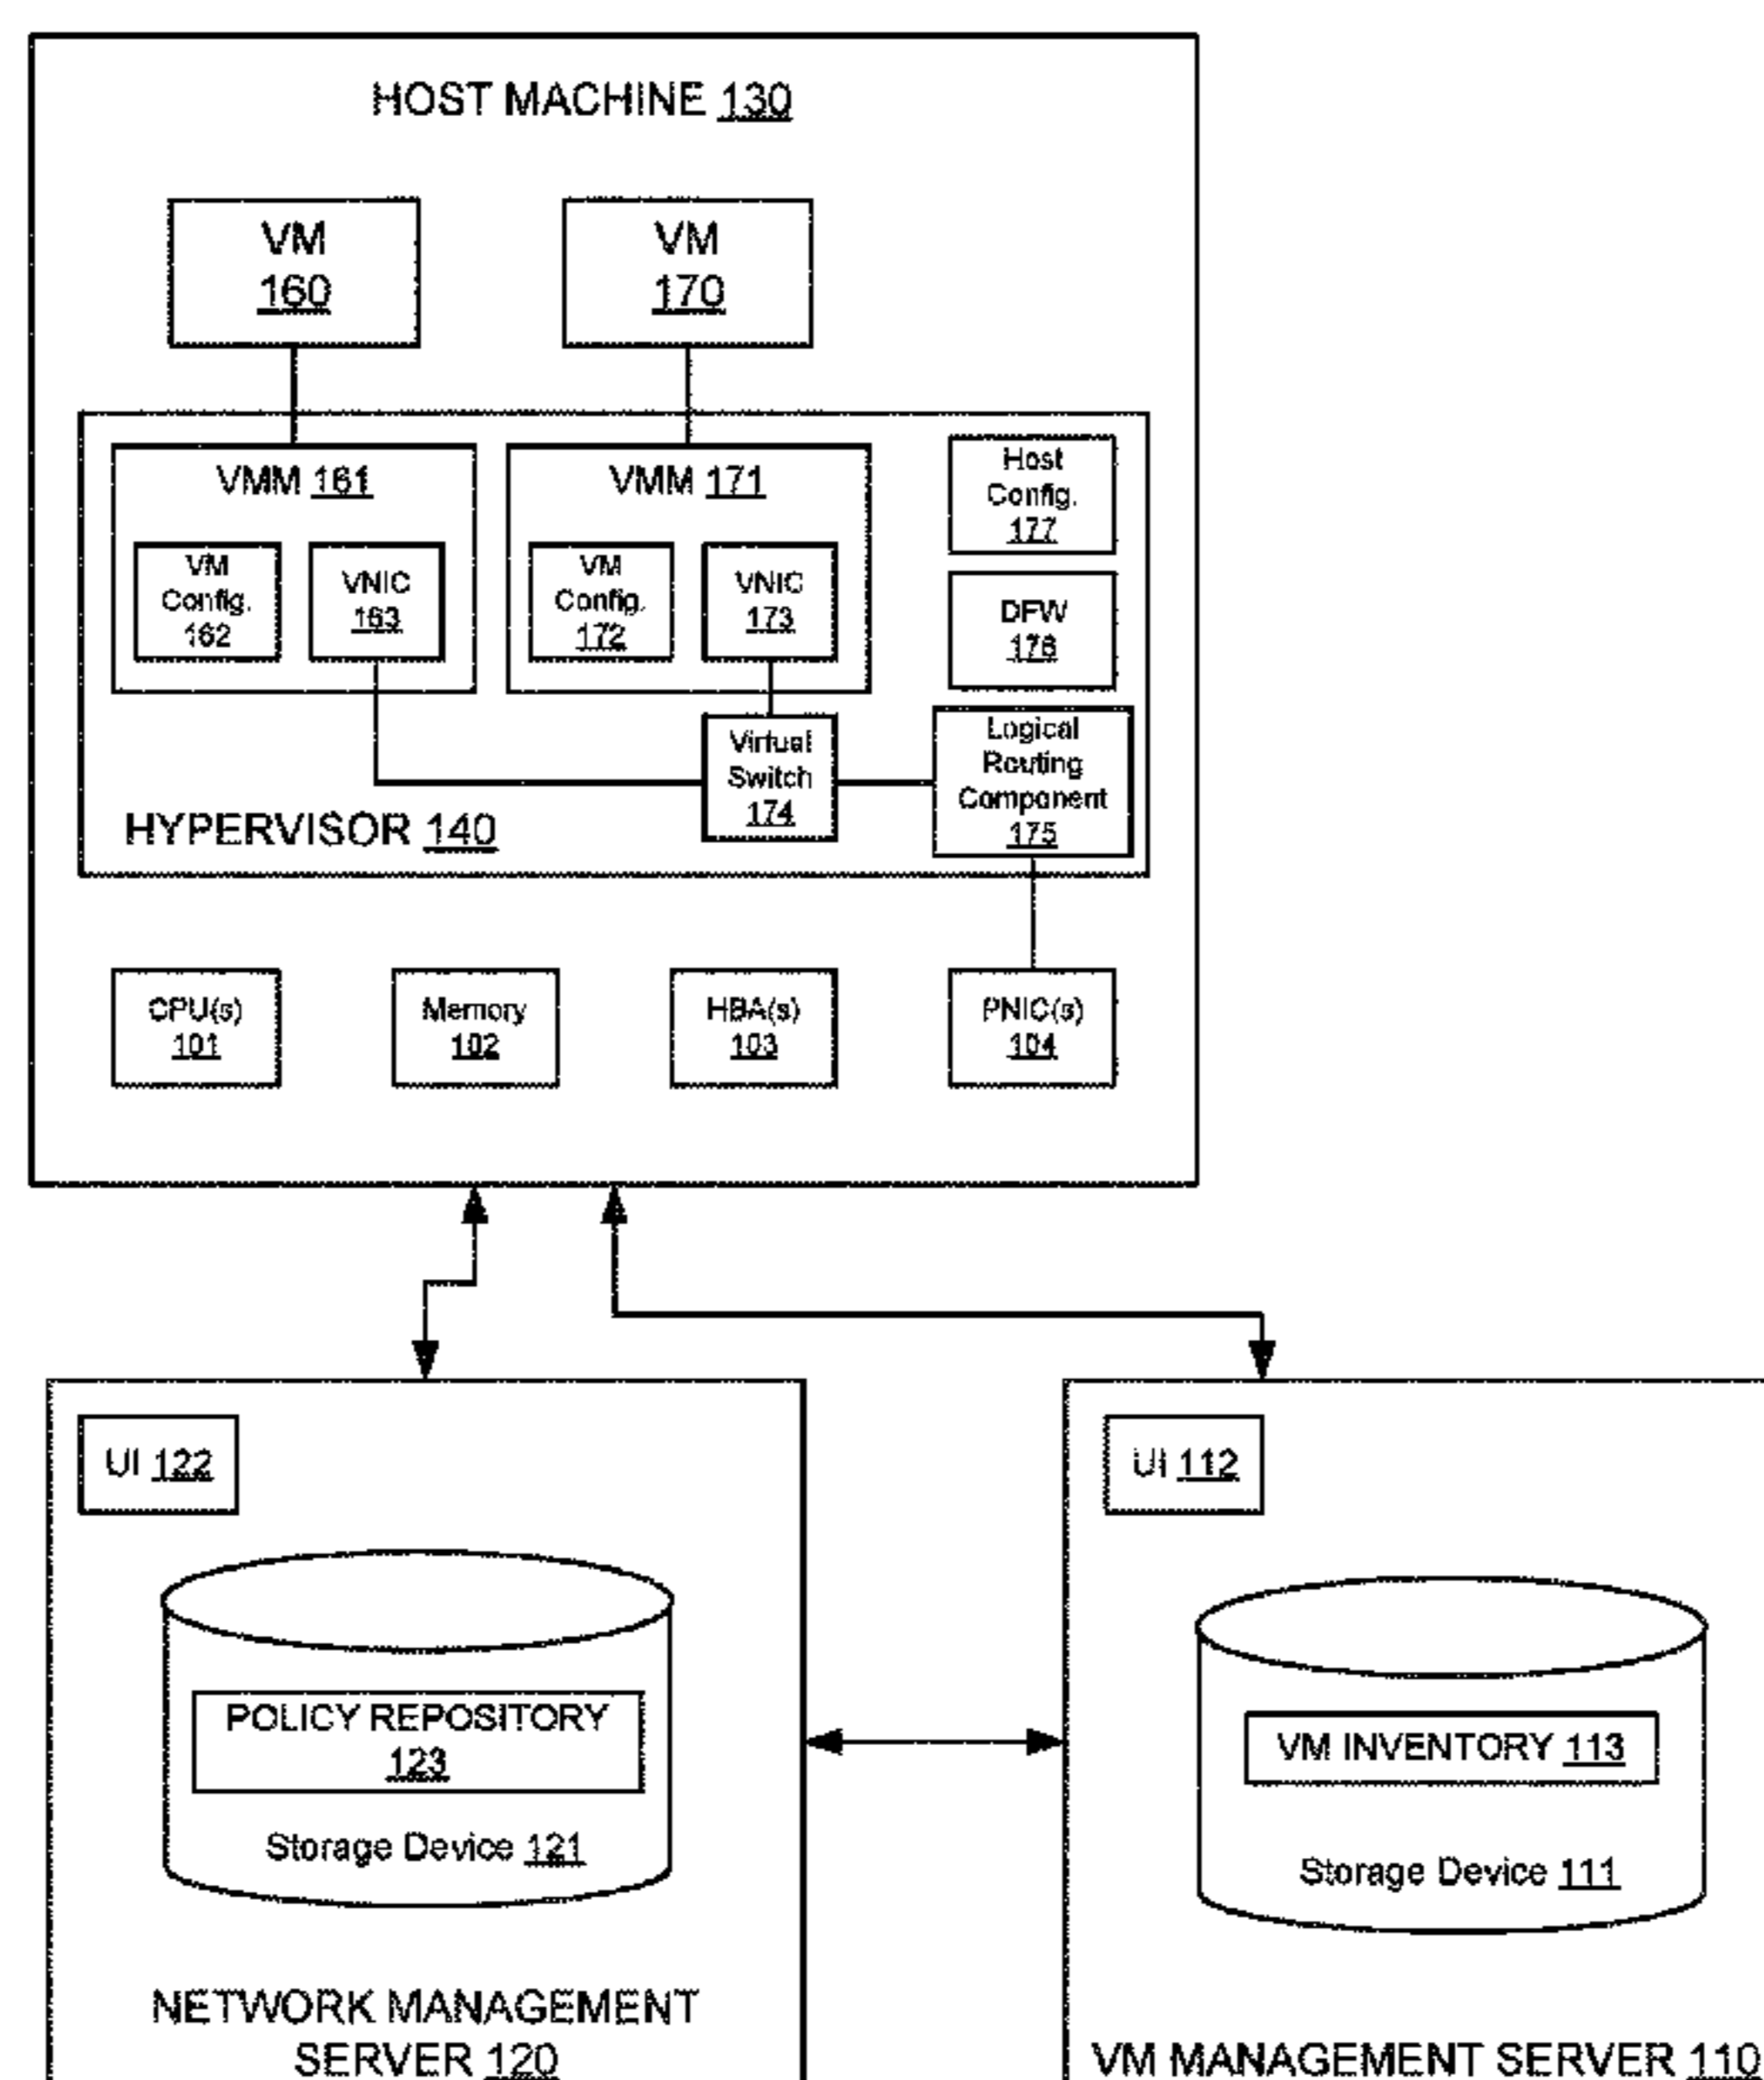 HOST MACHINE 130
VM
160
VM
170
VMM 161
VM
Config.
162
VNIC
163
VMM 171
VM
Config.
172
VNIC
173
Host
Config.
177
DFW
176
Virtual
Switch
174
Logical
Routing
Component
175
HYPERVISOR 140
CPU(s)
101
Memory
102
HBA(s)
103
PNIC(s)
104
UI 122
POLICY REPOSITORY
123
Storage Device 121
NETWORK MANAGEMENT
SERVER 120
UI 112
VM INVENTORY 113
Storage Device 111
VM MANAGEMENT SERVER 110